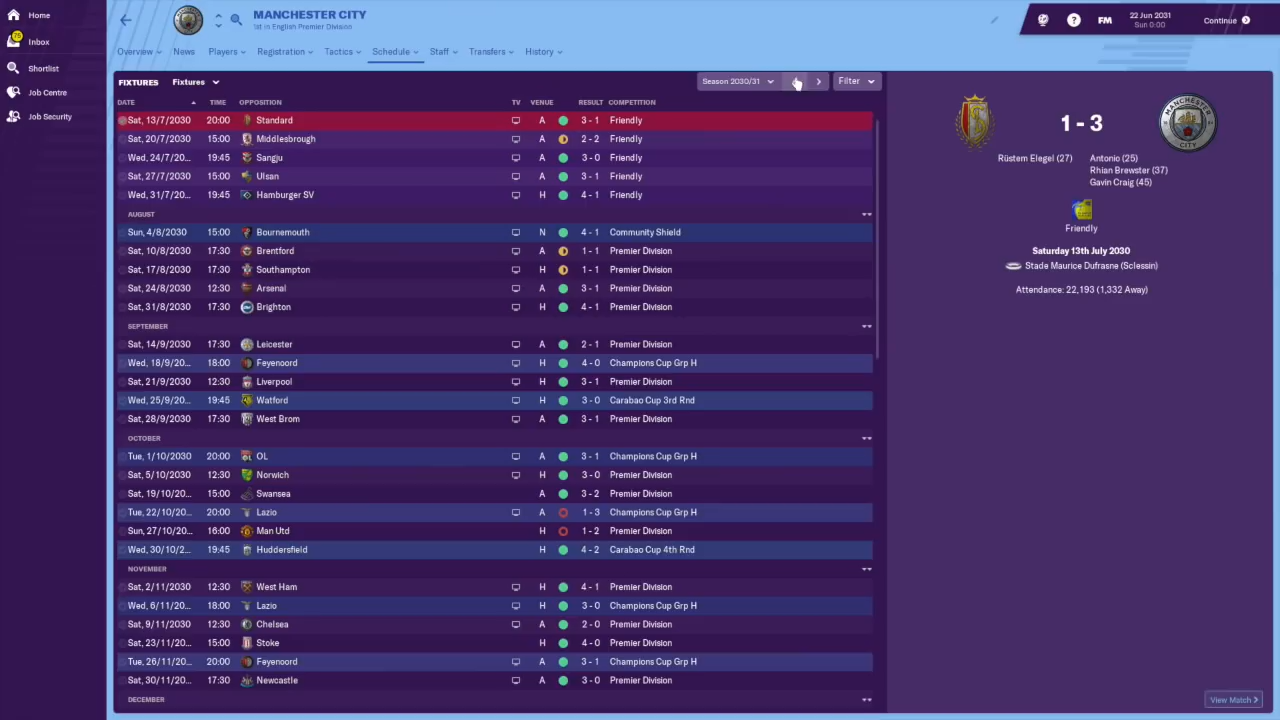 Home
75
Inbox
Shortlist
Job Centre
Job Security
MANCHESTER CITY
1st in English Premier Division
FM
22 Jun 2031
Sun 0:00
Continue
Overview
News
Players
Registration
Tactics
Schedule
Staff
Transfers
History
FIXTURES Fixtures Season 2030/31 Filter
DATE TIME OPPOSITION TV VENUE RESULT COMPETITION
Sat, 13/7/2030 20:00 Standard A 3 - 1 Friendly
Sat, 20/7/2030 15:00 Middlesbrough A 2 - 2 Friendly
Wed, 24/7/20... 19:45 Sangju A 3 - 0 Friendly
Sat, 27/7/20... 15:00 Ulsan A 3 - 1 Friendly
Wed, 31/7/20... 19:45 Hamburger SV H 4 - 1 Friendly
AUGUST
Sun, 4/8/2030 15:00 Bournemouth N 4 - 1 Community Shield
Sat, 10/8/2030 17:30 Brentford A 1 - 1 Premier Division
Sat, 17/8/2030 17:30 Southampton H 1 - 1 Premier Division
Sat, 24/8/2030 12:30 Arsenal A 3 - 1 Premier Division
Sat, 31/8/2030 17:30 Brighton H 4 - 1 Premier Division
SEPTEMBER
Sat, 14/9/2030 17:30 Leicester A 2 - 1 Premier Division
Wed, 18/9/20... 18:00 Feyenoord H 4 - 0 Champions Cup Grp H
Sat, 21/9/2030 12:30 Liverpool H 3 - 1 Premier Division
Wed, 25/9/20... 19:45 Watford H 3 - 0 Carabao Cup 3rd Rnd
Sat, 28/9/2030 17:30 West Brom A 3 - 1 Premier Division
OCTOBER
Tue, 1/10/2030 20:00 OL A 3 - 1 Champions Cup Grp H
Sat, 5/10/2030 12:30 Norwich H 3 - 0 Premier Division
Sat, 19/10/20... 15:00 Swansea A 3 - 2 Premier Division
Tue, 22/10/20... 20:00 Lazio A 1 - 3 Champions Cup Grp H
Sun, 27/10/20... 16:00 Man Utd H 1 - 2 Premier Division
Wed, 30/10/2... 19:45 Huddersfield H 4 - 2 Carabao Cup 4th Rnd
NOVEMBER
Sat, 2/11/2030 12:30 West Ham H 4 - 1 Premier Division
Wed, 6/11/20... 18:00 Lazio H 3 - 0 Champions Cup Grp H
Sat, 9/11/2030 12:30 Chelsea A 2 - 0 Premier Division
Sat, 23/11/20... 15:00 Stoke H 4 - 0 Premier Division
Tue, 26/11/20... 20:00 Feyenoord A 3 - 1 Champions Cup Grp H
Sat, 30/11/20... 17:30 Newcastle A 3 - 0 Premier Division
DECEMBER
1 - 3
MANCHESTER
CITY
Rüstem Elegel (27) Antonio (25)
Rhian Brewster (37)
Gavin Craig (45)
Friendly
Saturday 13th July 2030
Stade Maurice Dufrasne (Sclessin)
Attendance: 22,193 (1,332 Away)
View Match